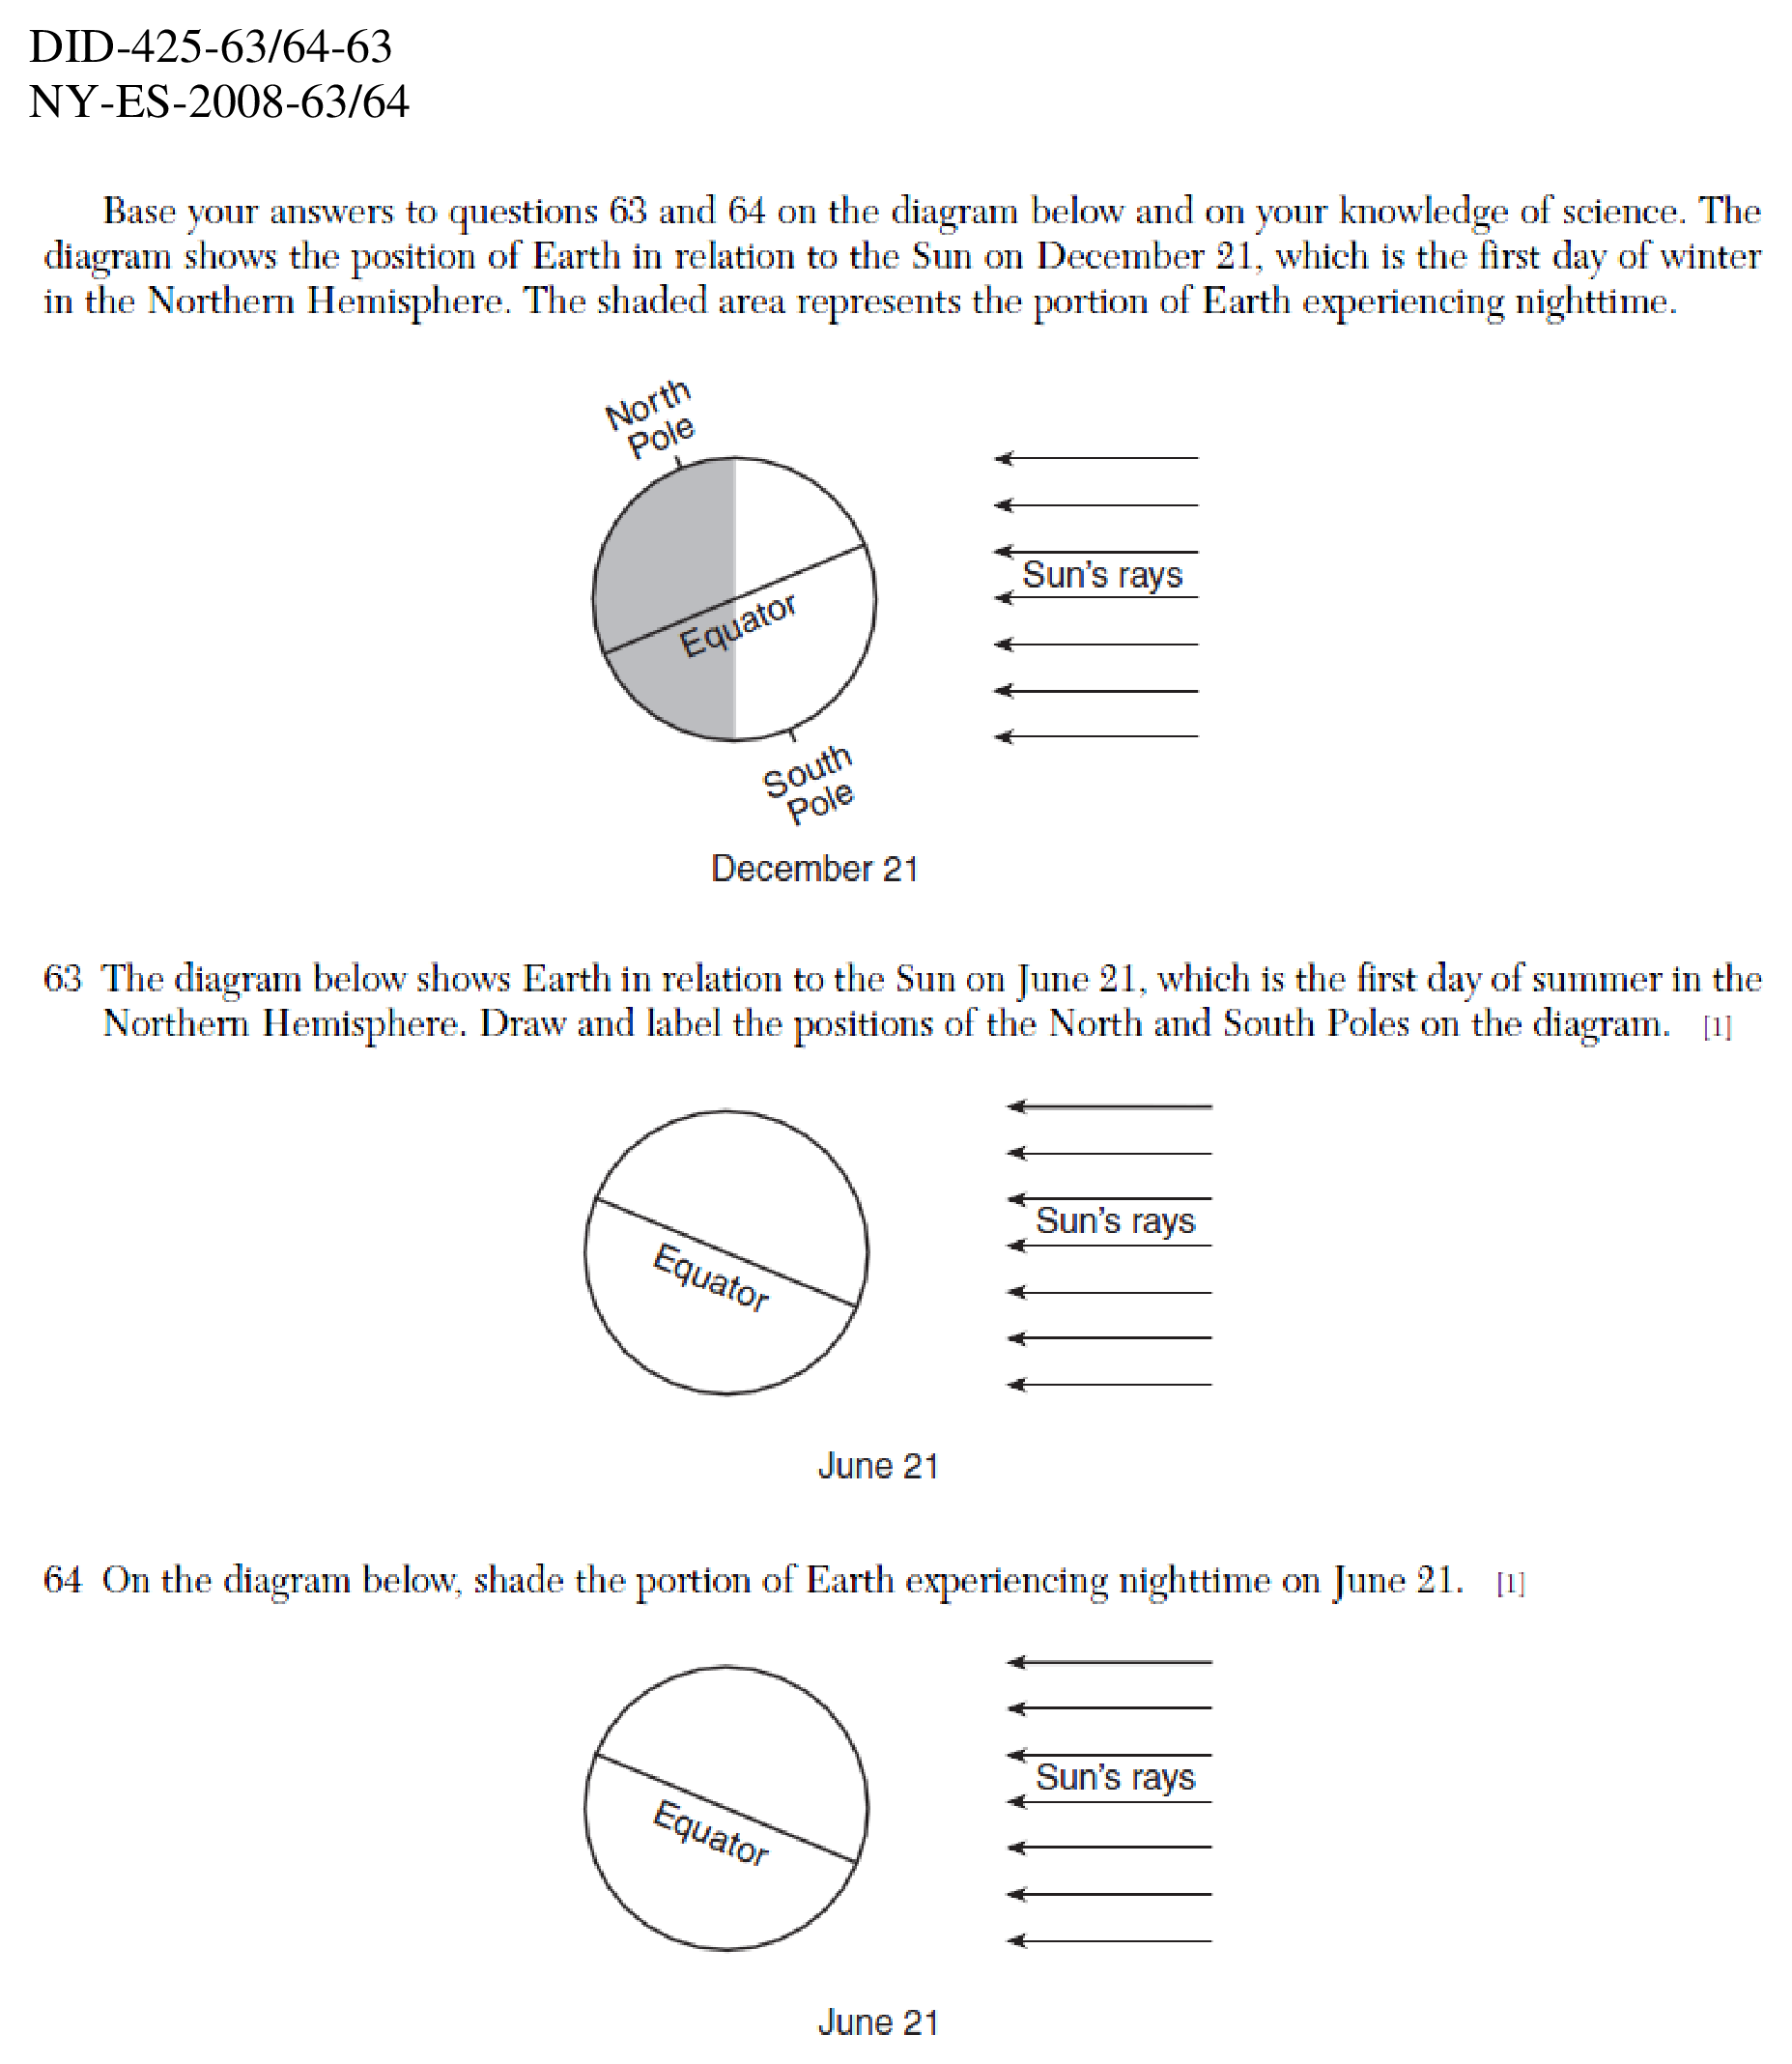 DID-425-63/64-63
NY-ES-2008-63/64
Base your answers to questions 63 and 64 on the diagram below and on your knowledge of science. The
diagram shows the position of Earth in relation to the Sun on December 21, which is the first day of winter
in the Northern Hemisphere. The shaded area represents the portion of Earth experiencing nighttime.
North
Pole
Sun's rays
Equator
South
Pole
December 21
63 The diagram below shows Earth in relation to the Sun on June 21, which is the first day of summer in the
Northern Hemisphere. Draw and label the positions of the North and South Poles on the diagram. [1]
Sun's rays
Equator
June 21
64 On the diagram below, shade the portion of Earth experiencing nighttime on June 21. [1]
Sun's rays
Equator
June 21